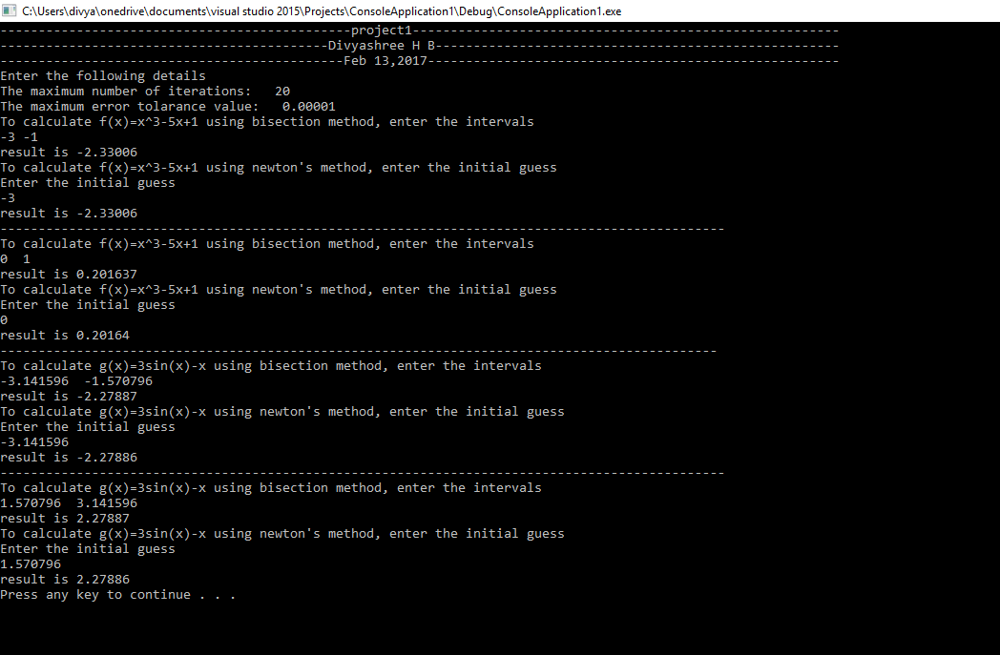 C:\Users\divya\onedrive\documents\visual studio 2015\Projects\ConsoleApplication1\Debug\ConsoleApplication1.exe
----------------------------------------------project1--------------------------------------------------------
-------------------------------------------Divyashree H B-----------------------------------------------------
---------------------------------------------Feb 13,2017------------------------------------------------------
Enter the following details
The maximum number of iterations:   20
The maximum error tolarance value:   0.00001
To calculate f(x)=x^3-5x+1 using bisection method, enter the intervals
-3 -1
result is -2.33006
To calculate f(x)=x^3-5x+1 using newton's method, enter the initial guess
Enter the initial guess
-3
result is -2.33006
-----------------------------------------------------------------------------------------------
To calculate f(x)=x^3-5x+1 using bisection method, enter the intervals
0  1
result is 0.201637
To calculate f(x)=x^3-5x+1 using newton's method, enter the initial guess
Enter the initial guess
0
result is 0.20164
----------------------------------------------------------------------------------------------
To calculate g(x)=3sin(x)-x using bisection method, enter the intervals
-3.141596  -1.570796
result is -2.27887
To calculate g(x)=3sin(x)-x using newton's method, enter the initial guess
Enter the initial guess
-3.141596
result is -2.27886
-----------------------------------------------------------------------------------------------
To calculate g(x)=3sin(x)-x using bisection method, enter the intervals
1.570796  3.141596
result is 2.27887
To calculate g(x)=3sin(x)-x using newton's method, enter the initial guess
Enter the initial guess
1.570796
result is 2.27886
Press any key to continue . . .